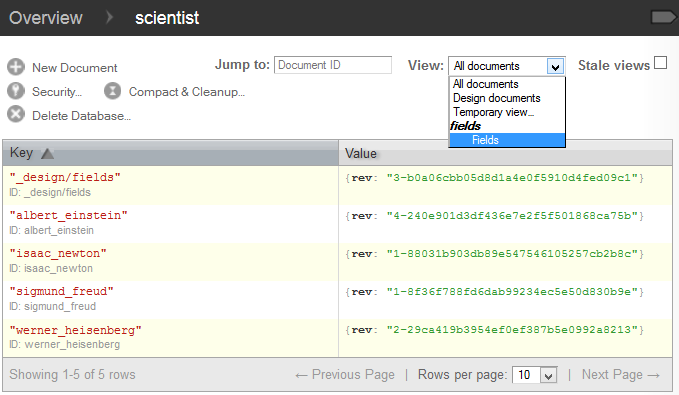 Overview scientist
New Document Jump to: Document ID View: All documents Stale views
Security... Compact & Cleanup...
Delete Database...
All documents
Design documents
Temporary view...
fields
Fields
Key Value
"_design/fields" {rev: "3-b0a06cbb05d8d1a4e0f5910d4fed09c1"}
ID: _design/fields
"albert_einstein" {rev: "4-240e901d3df436e7e2f5f501868ca75b"}
ID: albert_einstein
"isaac_newton" {rev: "1-88031b903db89e547546105257cb2b8c"}
ID: isaac_newton
"sigmund_freud" {rev: "1-8f36f788fd6dab99234ec5e50d830b9e"}
ID: sigmund_freud
"werner_heisenberg" {rev: "2-29ca419b3954ef0ef387b5e0992a8213"}
ID: werner_heisenberg
Showing 1-5 of 5 rows ← Previous Page | Rows per page: 10 | Next Page →